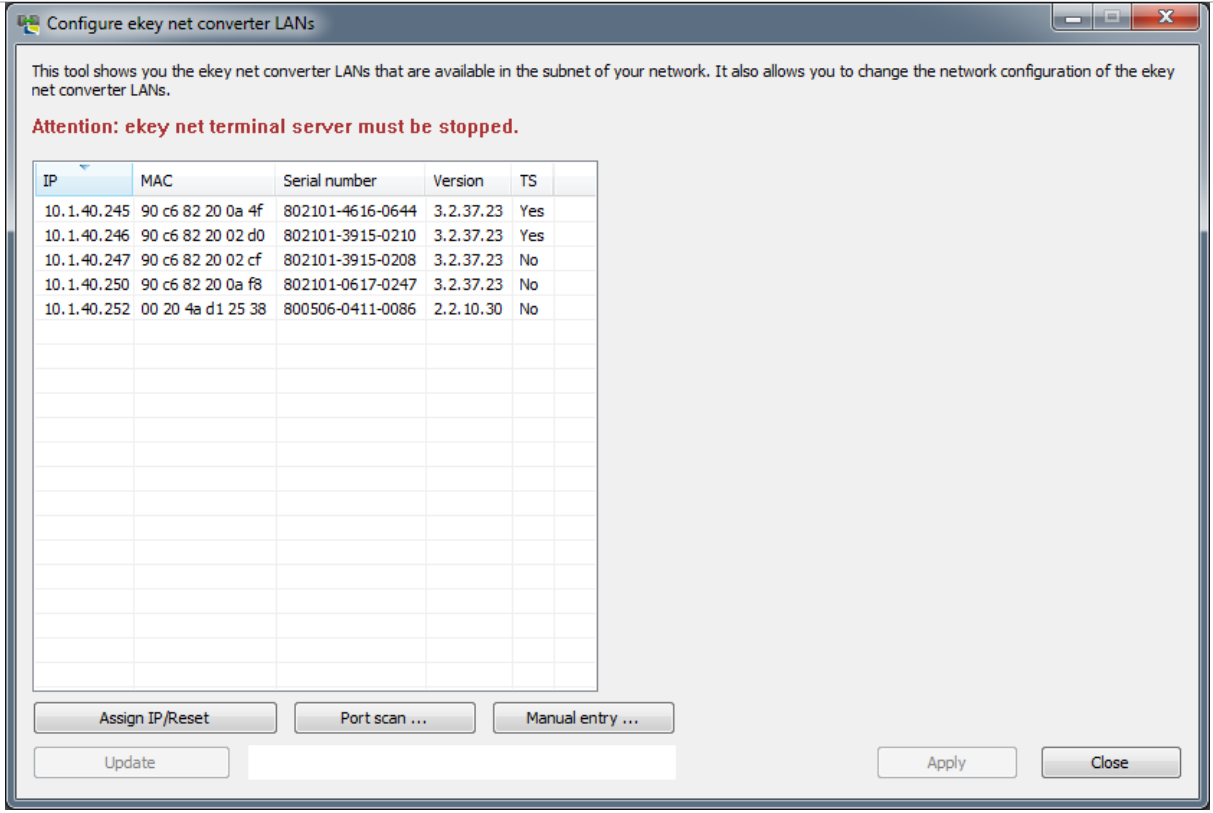 Configure ekey net converter LANs
This tool shows you the ekey net converter LANs that are available in the subnet of your network. It also allows you to change the network configuration of the ekey
net converter LANs.
Attention: ekey net terminal server must be stopped.
IP MAC Serial number Version TS
10.1.40.245 90 c6 82 20 0a 4f 802101-4616-0644 3.2.37.23 Yes
10.1.40.246 90 c6 82 20 02 d0 802101-3915-0210 3.2.37.23 Yes
10.1.40.247 90 c6 82 20 02 cf 802101-3915-0208 3.2.37.23 No
10.1.40.250 90 c6 82 20 0a f8 802101-0617-0247 3.2.37.23 No
10.1.40.252 00 20 4a d1 25 38 800506-0411-0086 2.2.10.30 No
Assign IP/Reset Port scan ... Manual entry ...
Update Apply Close